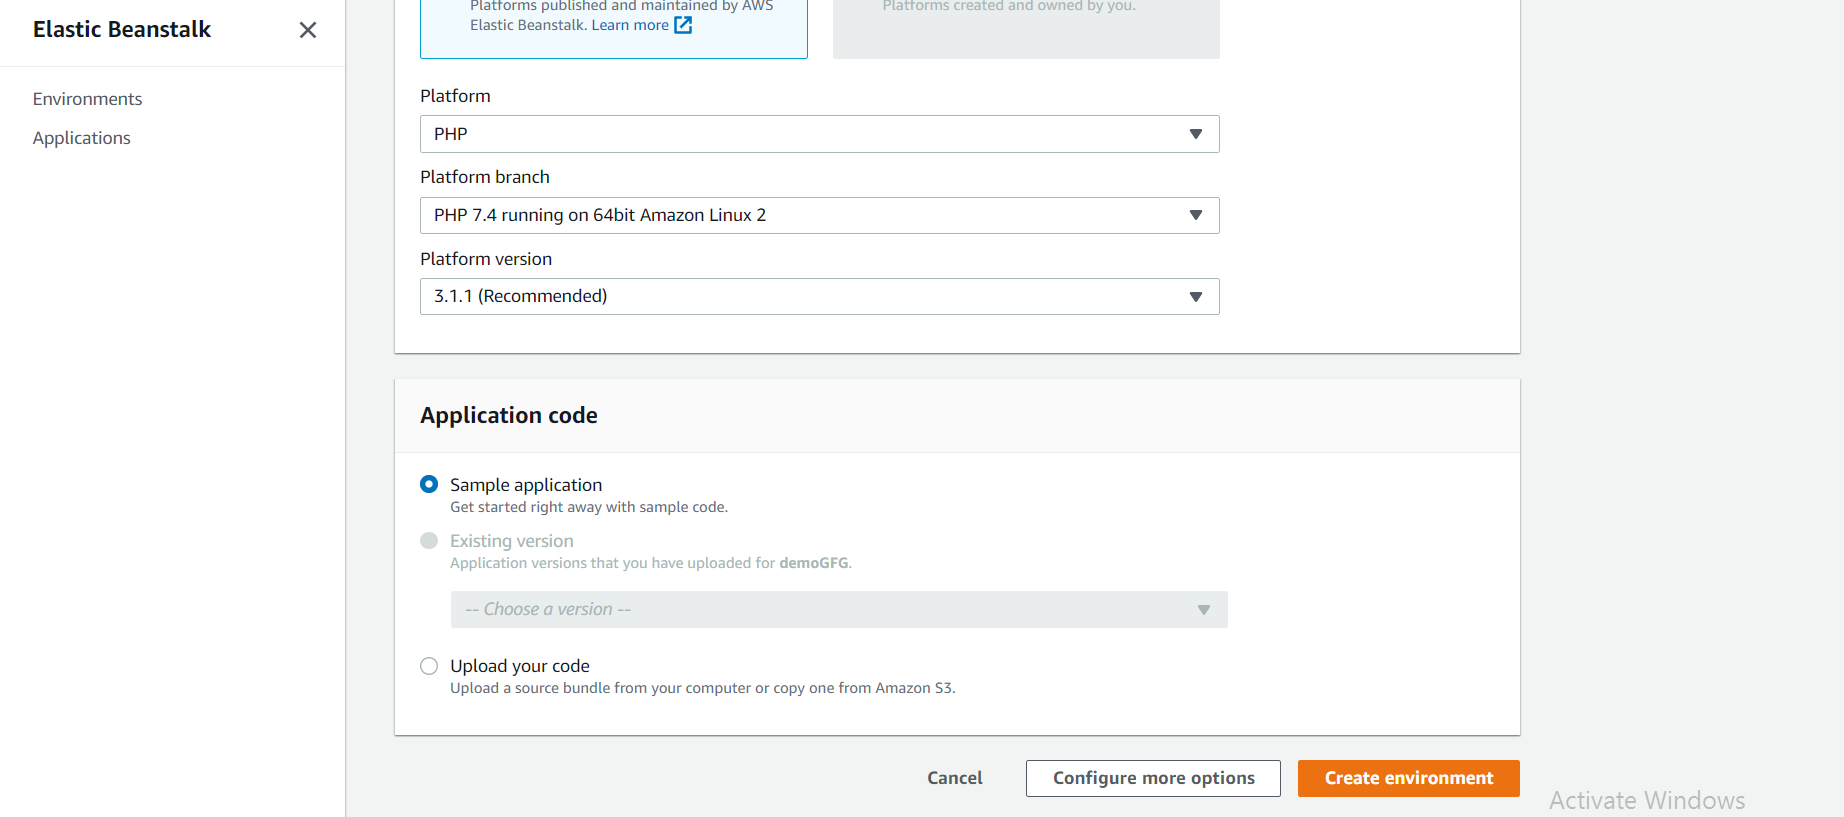 Elastic Beanstalk
Environments
Applications
Platforms published and maintained by AWS
Elastic Beanstalk. Learn more
Platforms created and owned by you.
Platform
PHP
Platform branch
PHP 7.4 running on 64bit Amazon Linux 2
Platform version
3.1.1 (Recommended)
Application code
Sample application
Get started right away with sample code.
Existing version
Application versions that you have uploaded for demoGFG.
-- Choose a version --
Upload your code
Upload a source bundle from your computer or copy one from Amazon S3.
Cancel
Configure more options
Create environment
Activate Windows